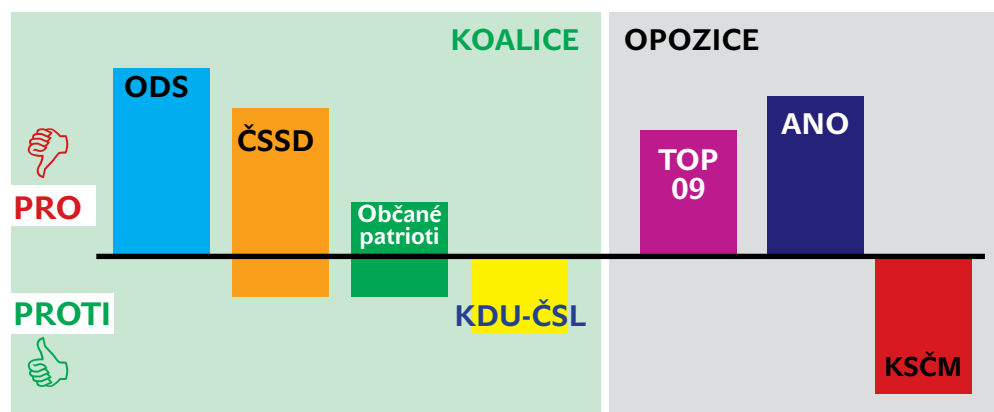 KOALICE
OPOZICE
ODS
ČSSD
Občané
patrioti
KDU-ČSL
TOP
09
ANO
KSČM
PRO
PROTI